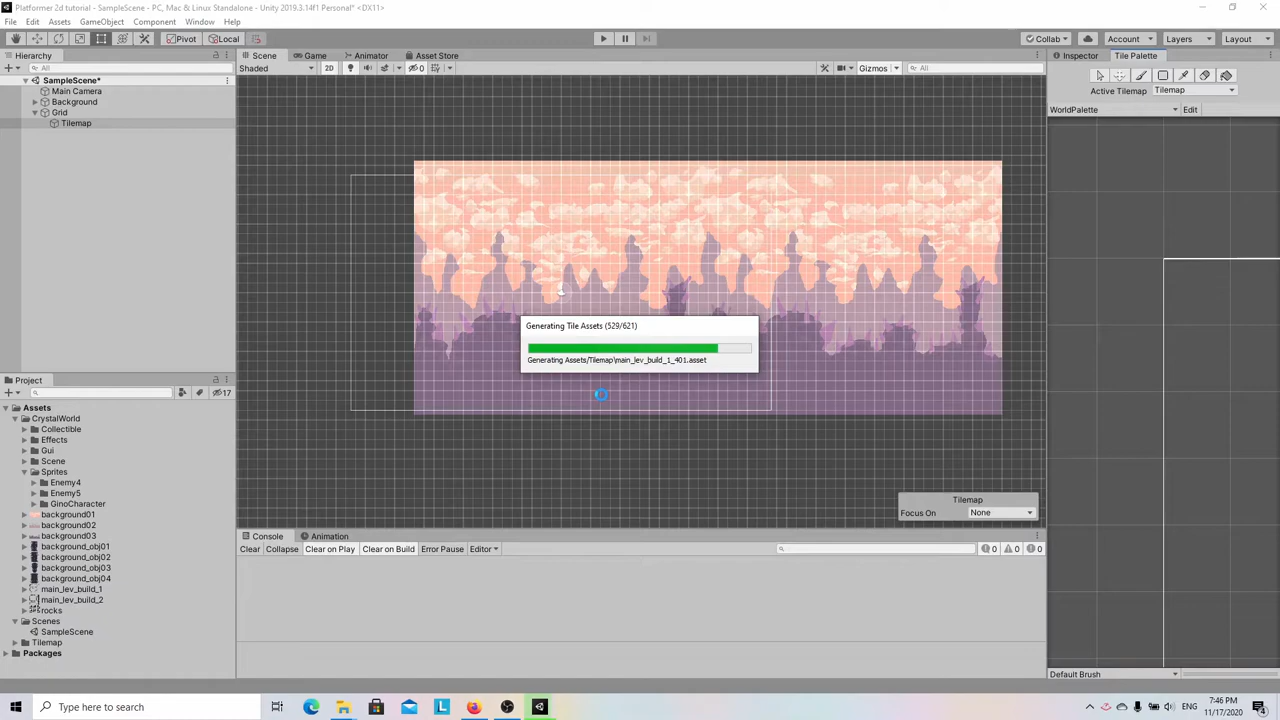 Platformer 2d tutorial - SampleScene - PC, Mac & Linux Standalone - Unity 2019.3.14f1 Personal* <DX11>
File Edit Assets GameObject Component Window Help
Pivot Local Collab Account Layers Layout
Hierarchy Scene Game Animator Asset Store Inspector Tile Palette
All Shaded 2D 0 Gizmos All
SampleScene*
Main Camera
Background
Grid
Tilemap
Active Tilemap Tilemap
WorldPalette Edit
Generating Tile Assets (529/621)
Generating Assets/Tilemap\main_lev_build_1_401.asset
Tilemap
Focus On None
Project
17
Assets
CrystalWorld
Collectible
Effects
Gui
Scene
Sprites
Enemy4
Enemy5
GinoCharacter
background01
background02
background03
background_obj01
background_obj02
background_obj03
background_obj04
main_lev_build_1
main_lev_build_2
rocks
Scenes
SampleScene
Tilemap
Packages
Console Animation
Clear Collapse Clear on Play Clear on Build Error Pause Editor 0 0 0
Default Brush
Type here to search
ENG
7:46 PM
11/17/2020
4